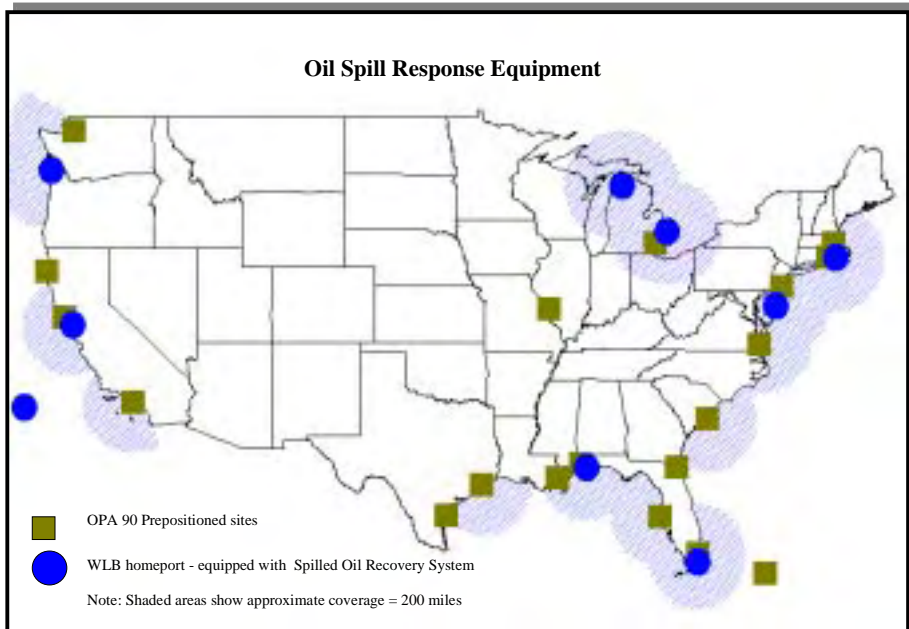 Oil Spill Response Equipment
OPA 90 Prepositioned sites
WLB homeport - equipped with Spilled Oil Recovery System
Note: Shaded areas show approximate coverage = 200 miles